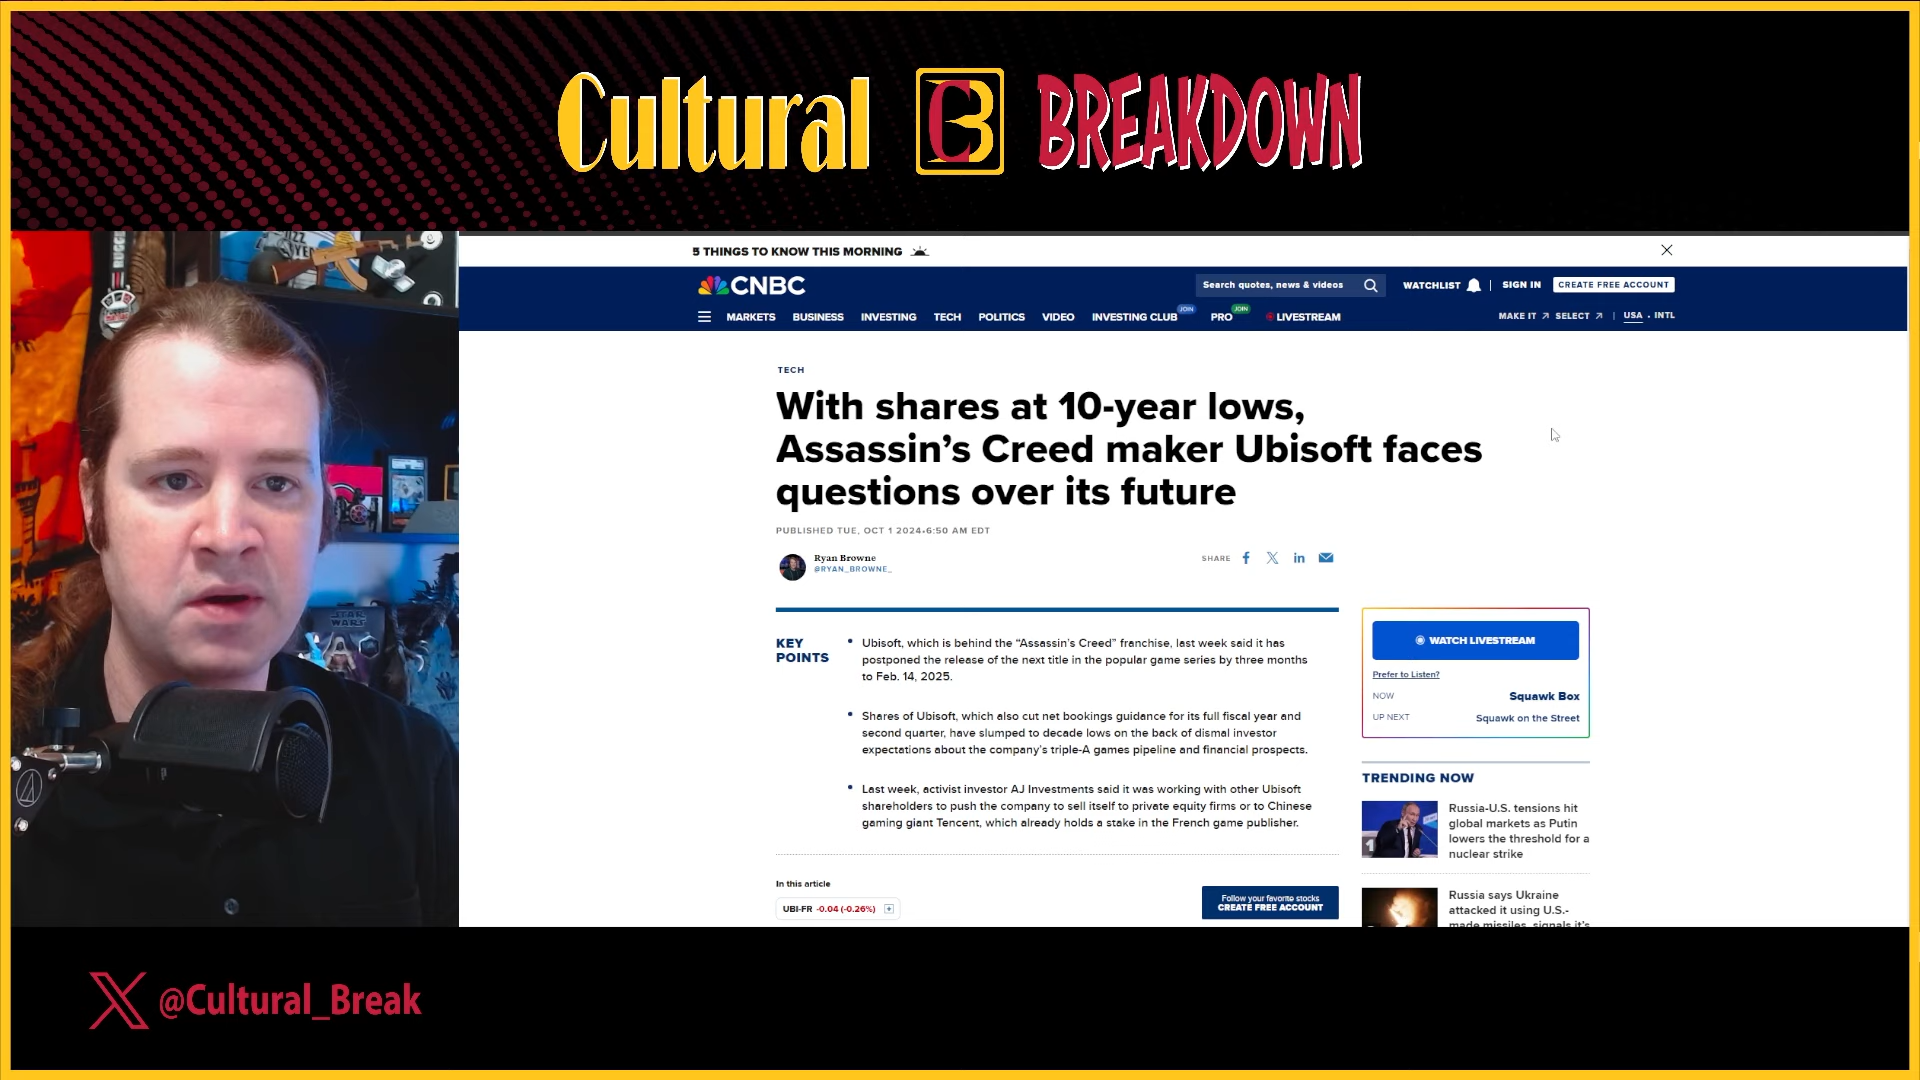 Cultural CB BREAKDOWN
5 THINGS TO KNOW THIS MORNING
CNBC
Search quotes, news & videos
WATCHLIST | SIGN IN CREATE FREE ACCOUNT
MARKETS BUSINESS INVESTING TECH POLITICS VIDEO INVESTING CLUB JOIN PRO JOIN LIVESTREAM
MAKE IT SELECT | USA • INTL
TECH
With shares at 10-year lows,
Assassin’s Creed maker Ubisoft faces
questions over its future
PUBLISHED TUE, OCT 1 2024•6:50 AM EDT
Ryan Browne
@RYAN_BROWNE_
SHARE
KEY
POINTS
Ubisoft, which is behind the “Assassin’s Creed” franchise, last week said it has
postponed the release of the next title in the popular game series by three months
to Feb. 14, 2025.
Shares of Ubisoft, which also cut net bookings guidance for its full fiscal year and
second quarter, have slumped to decade lows on the back of dismal investor
expectations about the company’s triple-A games pipeline and financial prospects.
Last week, activist investor AJ Investments said it was working with other Ubisoft
shareholders to push the company to sell itself to private equity firms or to Chinese
gaming giant Tencent, which already holds a stake in the French game publisher.
In this article
UBI-FR -0.04 (-0.26%) +
Follow your favorite stocks
CREATE FREE ACCOUNT
WATCH LIVESTREAM
Prefer to Listen?
NOW Squawk Box
UP NEXT Squawk on the Street
TRENDING NOW
1
Russia-U.S. tensions hit
global markets as Putin
lowers the threshold for a
nuclear strike
Russia says Ukraine
attacked it using U.S.-
made missiles, signals it’s
STAR
WARS
@Cultural_Break